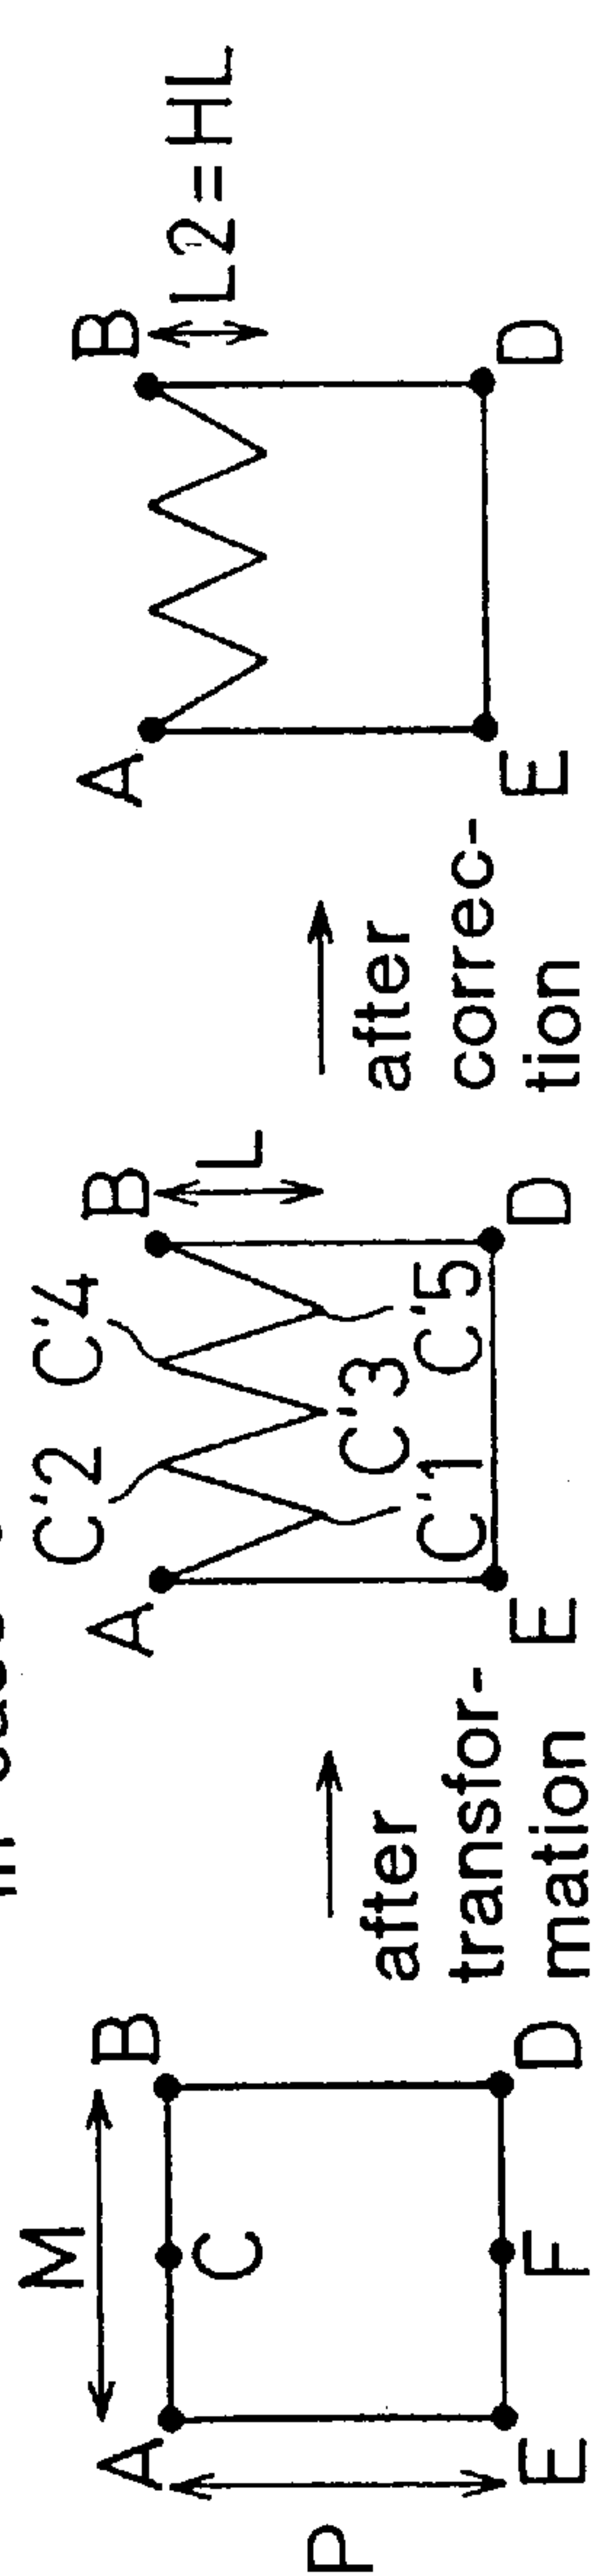 M
A
C
B
P
E
F
D
after
transfor-
mation
A
C'2
C'4
B
L
C'1
C'3
C'5
E
D
after
correc-
tion
A
B
L2 = HL
E
D